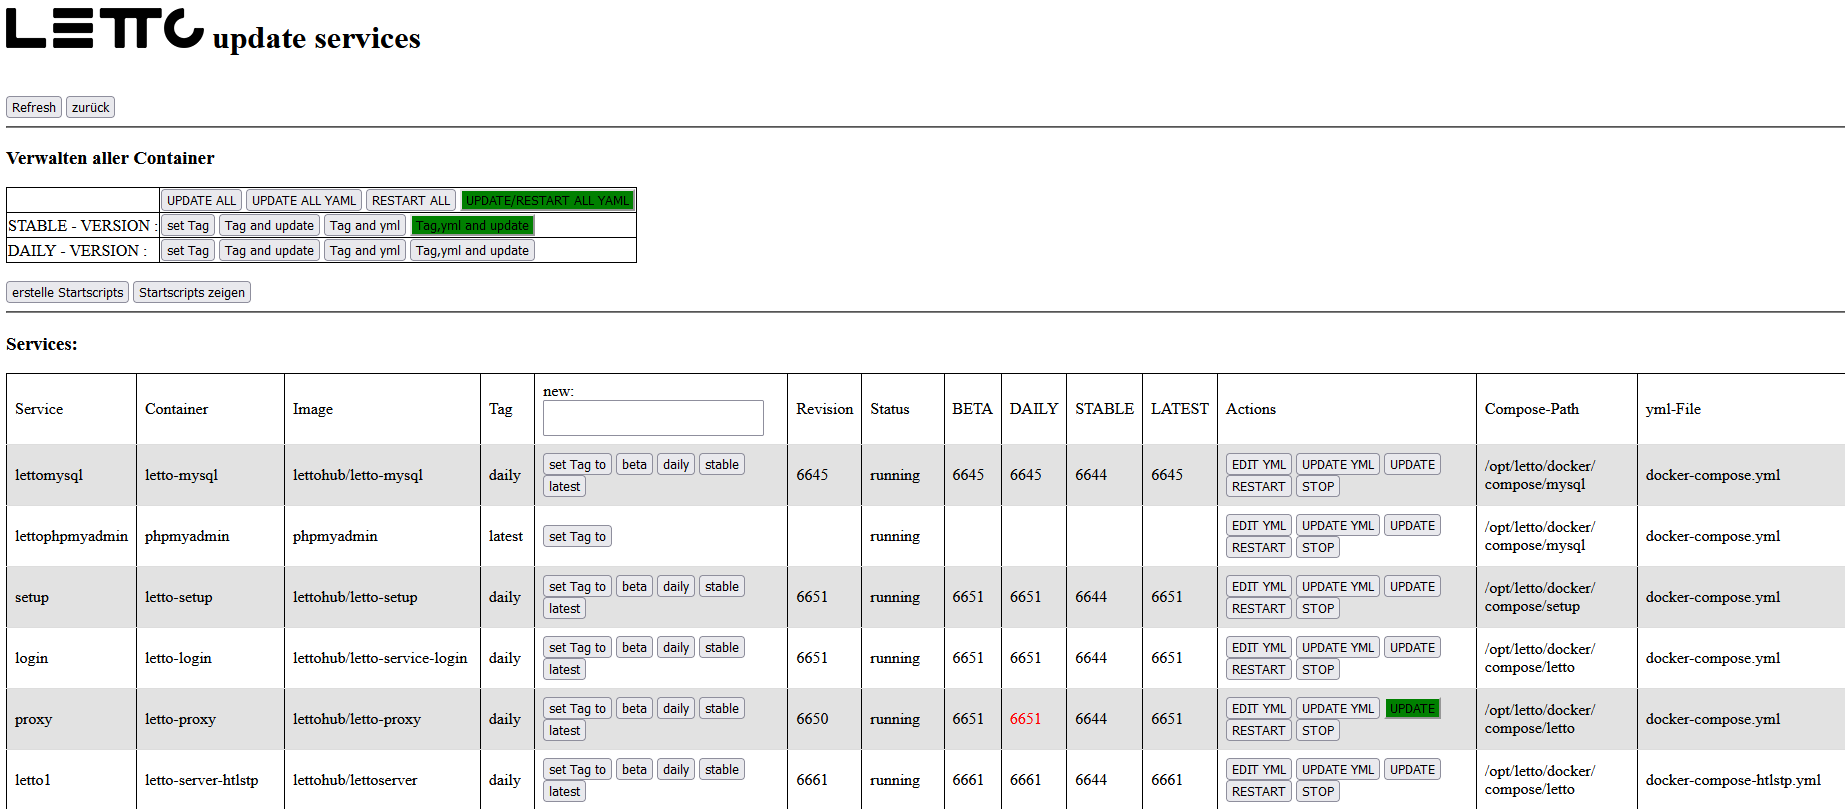 LETTO update services
Refresh zurück
Verwalten aller Container
UPDATE ALL UPDATE ALL YAML RESTART ALL UPDATE/RESTART ALL YAML
STABLE - VERSION : set Tag Tag and update Tag and yml Tag,yml and update
DAILY - VERSION : set Tag Tag and update Tag and yml Tag,yml and update
erstelle Startscripts Startscripts zeigen
Services:
new:
Service Container Image Tag Revision Status BETA DAILY STABLE LATEST Actions Compose-Path yml-File
set Tag to beta daily stable EDIT YML UPDATE YML UPDATE /opt/letto/docker/
lettomysql letto-mysql lettohub/letto-mysql daily 6645 running 6645 6645 6644 6645 docker-compose.yml
latest RESTART STOP compose/mysql
EDIT YML UPDATE YML UPDATE /opt/letto/docker/
lettophpmyadmin phpmyadmin phpmyadmin latest set Tag to running docker-compose.yml
RESTART STOP compose/mysql
set Tag to beta daily stable EDIT YML UPDATE YML UPDATE /opt/letto/docker/
setup letto-setup lettohub/letto-setup daily 6651 running 6651 6651 6644 6651 docker-compose.yml
latest RESTART STOP compose/setup
set Tag to beta daily stable EDIT YML UPDATE YML UPDATE /opt/letto/docker/
login letto-login lettohub/letto-service-login daily 6651 running 6651 6651 6644 6651 docker-compose.yml
latest RESTART STOP compose/letto
set Tag to beta daily stable EDIT YML UPDATE YML UPDATE /opt/letto/docker/
proxy letto-proxy lettohub/letto-proxy daily 6650 running 6651 6651 6644 6651 docker-compose.yml
latest RESTART STOP compose/letto
set Tag to beta daily stable EDIT YML UPDATE YML UPDATE /opt/letto/docker/
letto1 letto-server-htlstp lettohub/lettoserver daily 6661 running 6661 6661 6644 6661 docker-compose-htlstp.yml
latest RESTART STOP compose/letto